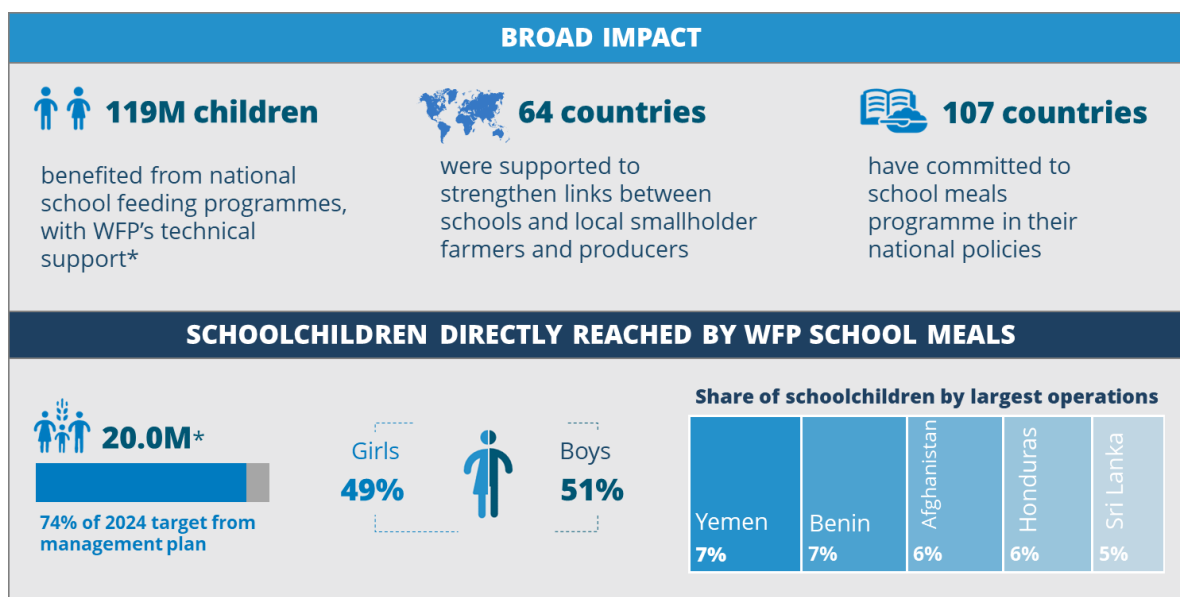 BROAD IMPACT
119M children
benefited from national
school feeding programmes,
with WFP's technical
support*
64 countries
were supported to
strengthen links between
schools and local smallholder
farmers and producers
107 countries
have committed to
school meals
programme in their
national policies
SCHOOLCHILDREN DIRECTLY REACHED BY WFP SCHOOL MEALS
20.0M*
74% of 2024 target from
management plan
Girls
49%
Boys
51%
Share of schoolchildren by largest operations
Yemen
7%
Benin
7%
Afghanistan
6%
Honduras
6%
Sri Lanka
5%